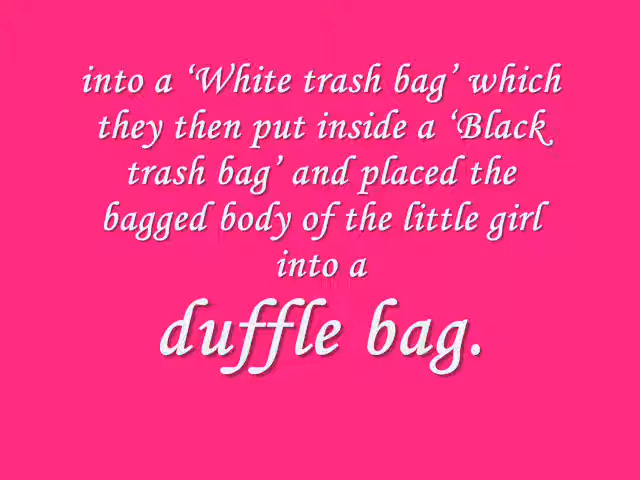 into a ‘White trash bag’ which
they then put inside a ‘Black
trash bag’ and placed the
bagged body of the little girl
into a
duffle bag.